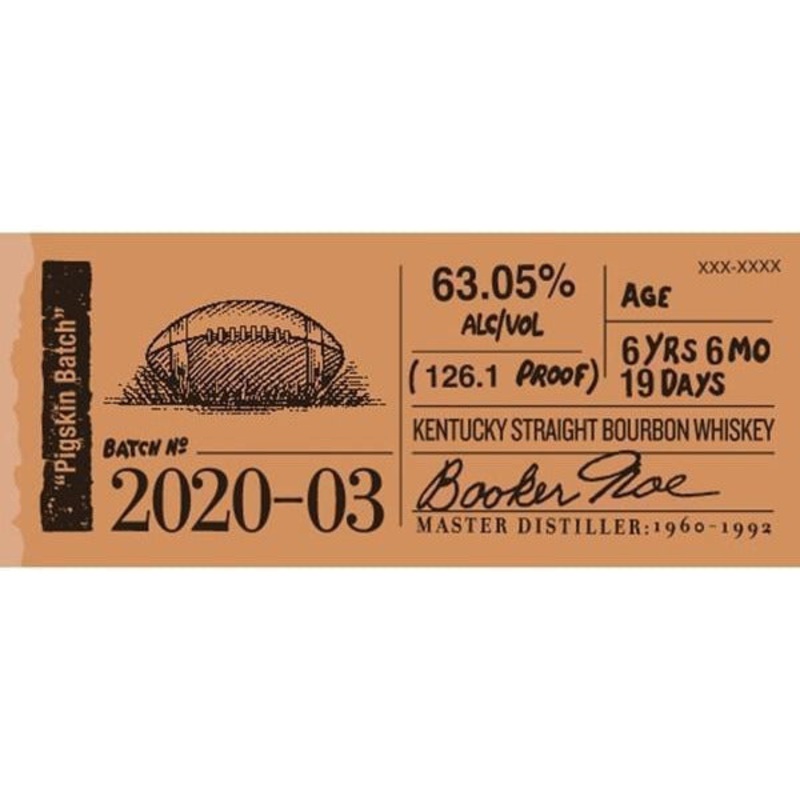 "Pigskin Batch"
BATCH Nº
2020-03
63.05%
ALC/VOL
(126.1 PROOF)
XXX-XXXX
AGE
6 YRS 6 MO
19 DAYS
KENTUCKY STRAIGHT BOURBON WHISKEY
Booker Noe
MASTER DISTILLER: 1960-1992